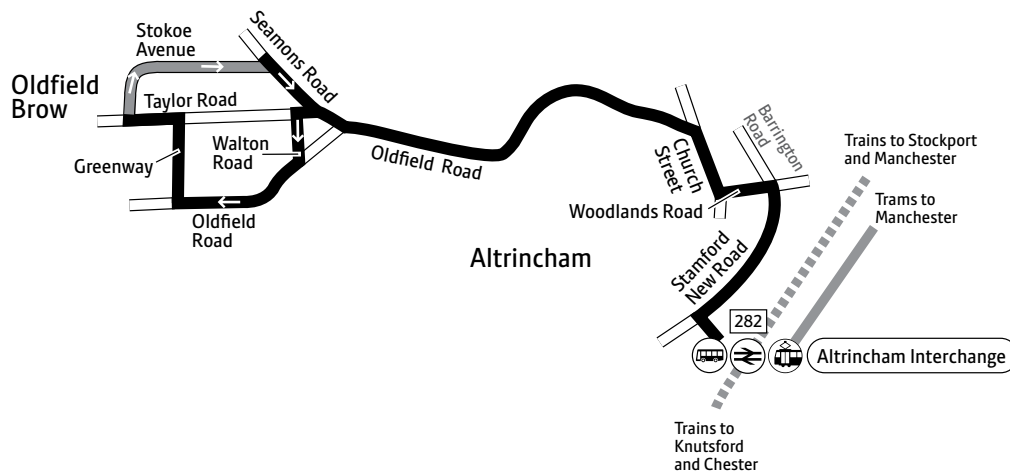 Stokoe
Avenue
Seamons Road
Oldfield
Brow
Taylor Road
Walton
Road
Greenway
Oldfield
Road
Oldfield Road
Church
Street
Barrington
Road
Woodlands Road
Trains to Stockport
and Manchester
Trams to
Manchester
Altrincham
Stamford
New Road
282
Altrincham Interchange
Trains to
Knutsford
and Chester